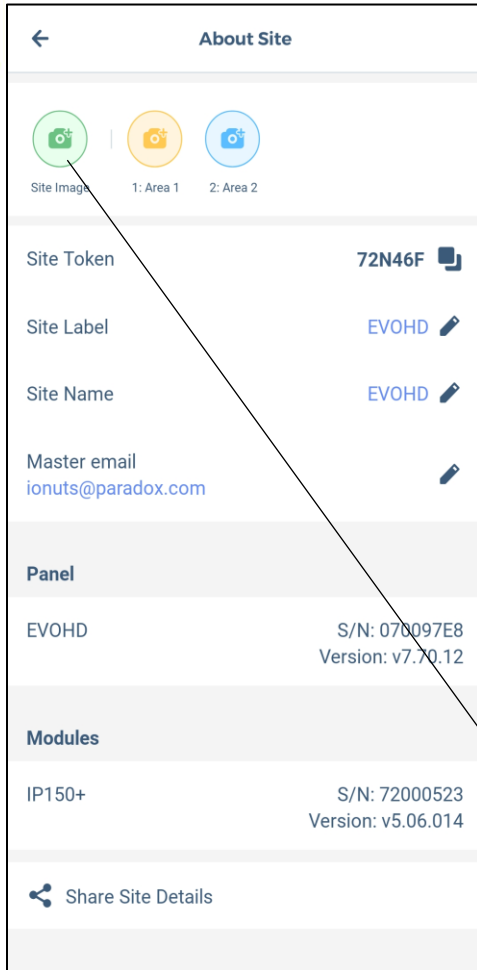 About Site
Site Image
1: Area 1
2: Area 2
Site Token
72N46F
Site Label
EVOHD
Site Name
EVOHD
Master email
ionuts@paradox.com
Panel
EVOHD
S/N: 070097E8
Version: v7.70.12
Modules
IP150+
S/N: 72000523
Version: v5.06.014
Share Site Details